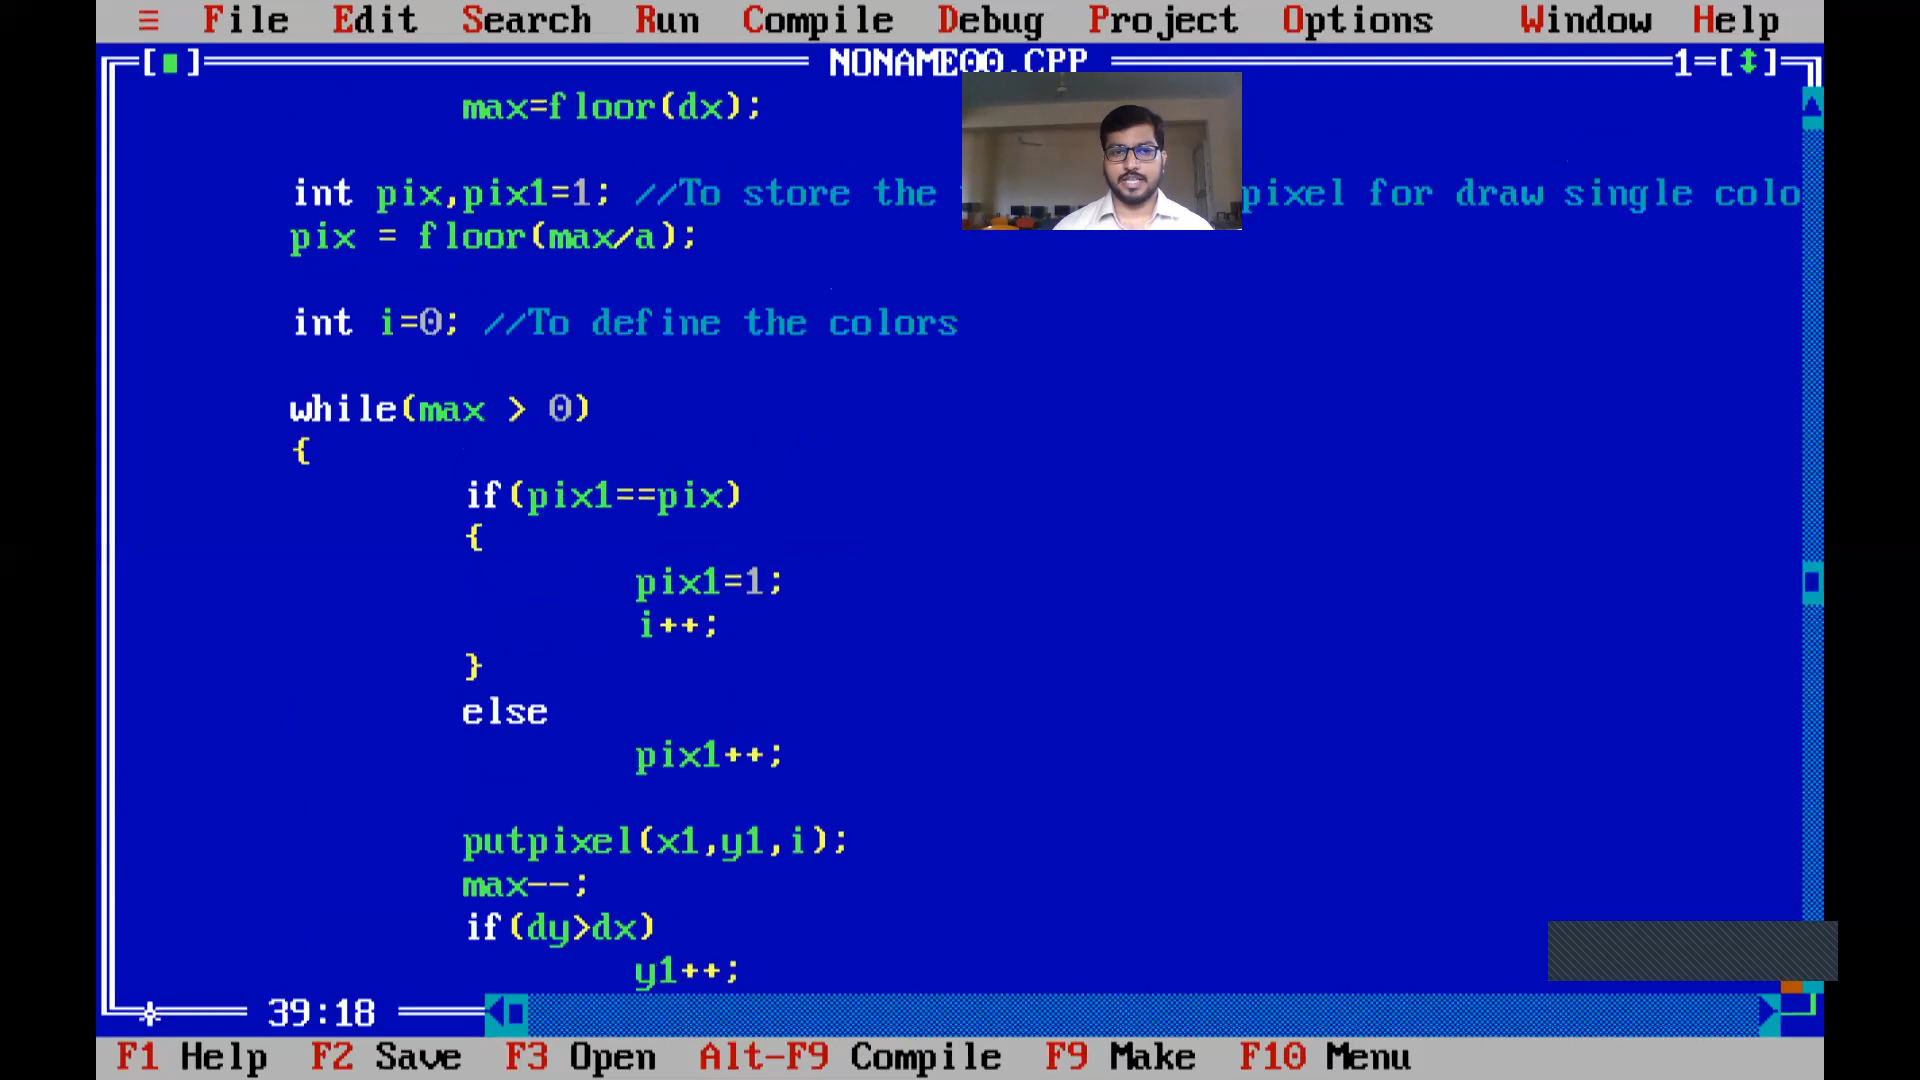 ≡ File Edit Search Run Compile Debug Project Options Window Help
[■] NONAME00.CPP 1=[↕]
max=floor(dx);
int pix,pix1=1; //To store the pixel for draw single colo
pix = floor(max/a);
int i=0; //To define the colors
while(max > 0)
{
if(pix1==pix)
{
pix1=1;
i++;
}
else
pix1++;
putpixel(x1,y1,i);
max--;
if(dy>dx)
y1++;
39:18
F1 Help F2 Save F3 Open Alt-F9 Compile F9 Make F10 Menu